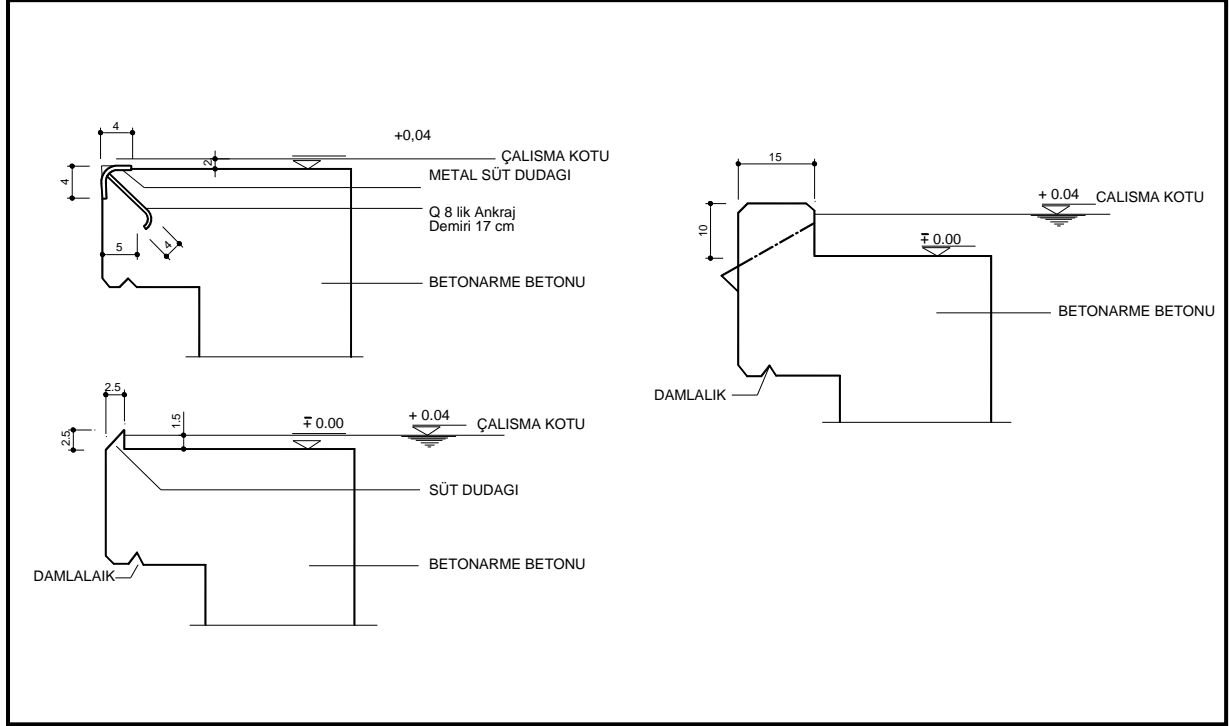 4
+0,04
ÇALISMA KOTU
2
METAL SÜT DUDAGI
4
Q 8 lik Ankraj
Demiri 17 cm
5
4
BETONARME BETONU
2.5
2.5
1.5
∓ 0.00
+ 0.04
ÇALISMA KOTU
SÜT DUDAGI
DAMLALAIK
BETONARME BETONU
15
+ 0.04
CALISMA KOTU
10
∓ 0.00
BETONARME BETONU
DAMLALIK